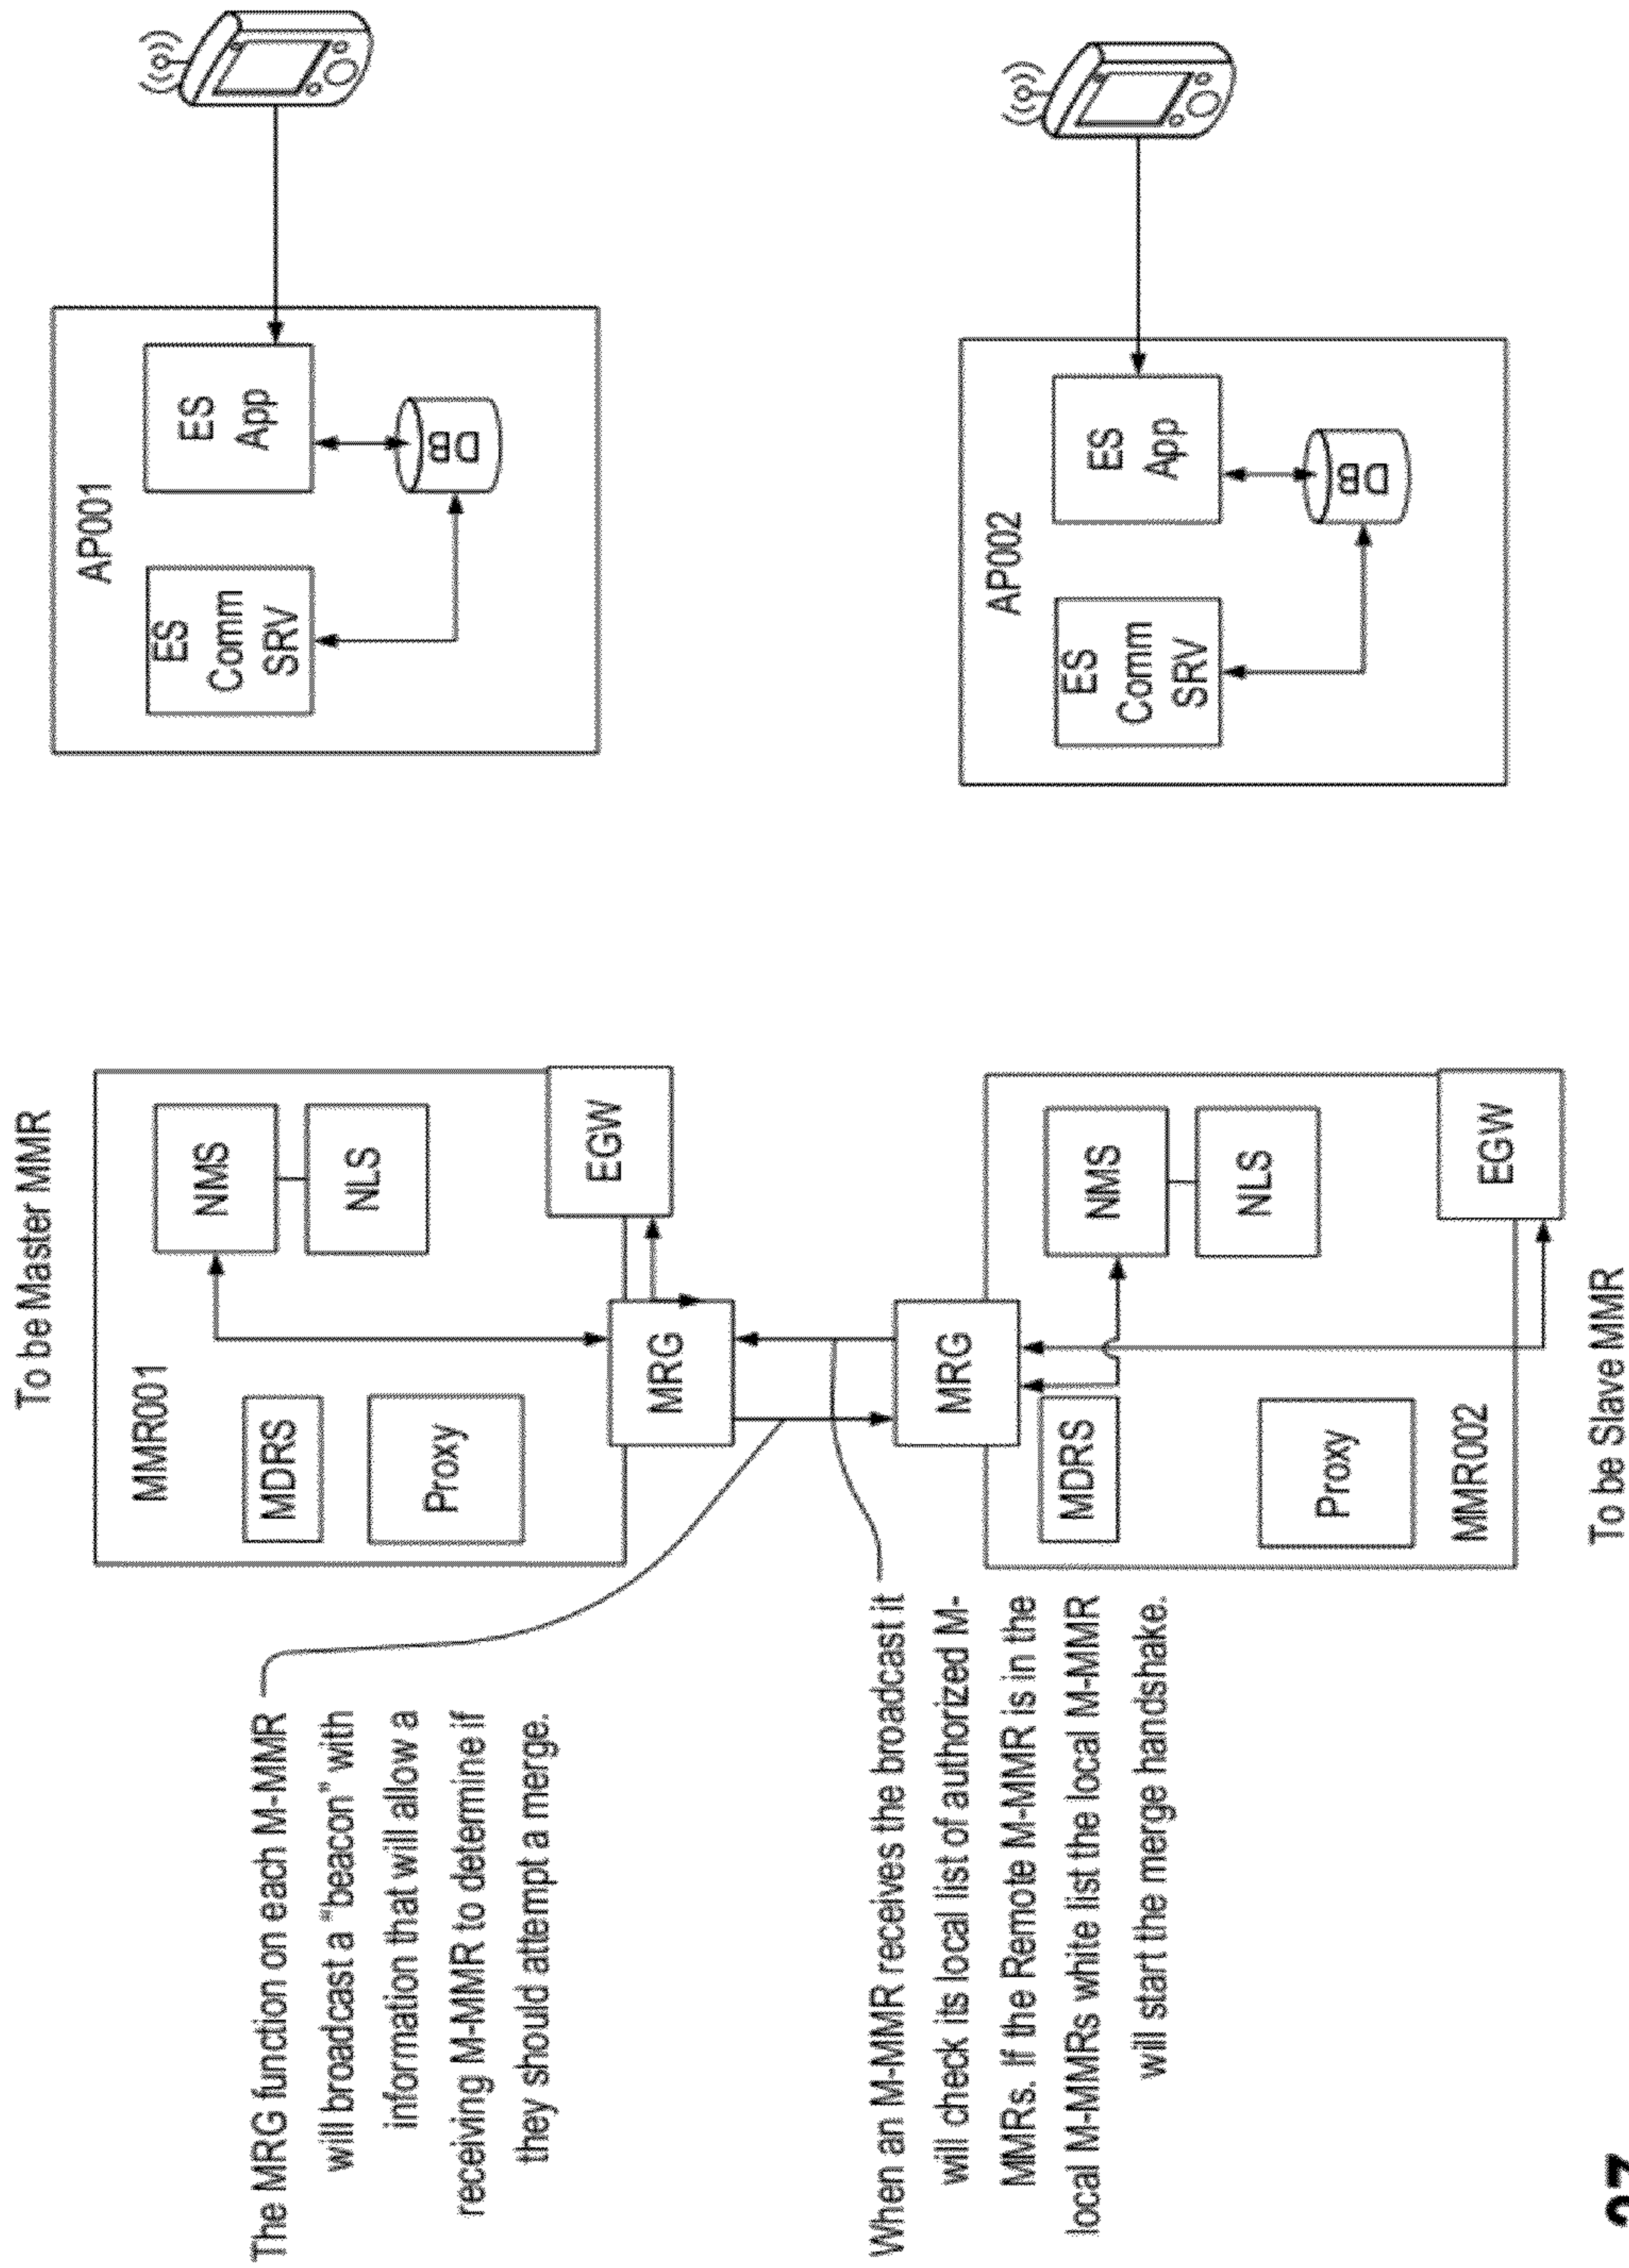 The MRG function on each M-MMR
will broadcast a "beacon" with
information that will allow a
receiving M-MMR to determine if
they should attempt a merge.
When an M-MMR receives the broadcast it
will check its local list of authorized M-
MMRs. If the Remote M-MMR is in the
local M-MMRs white list the local M-MMR
will start the merge handshake.
To be Master MMR
MMR001
MDRS
Proxy
NMS
NLS
MRG
EGW
MRG
MDRS
Proxy
MMR002
NMS
NLS
EGW
To be Slave MMR
AP001
ES
Comm
SRV
ES
App
DB
AP002
ES
Comm
SRV
ES
App
DB